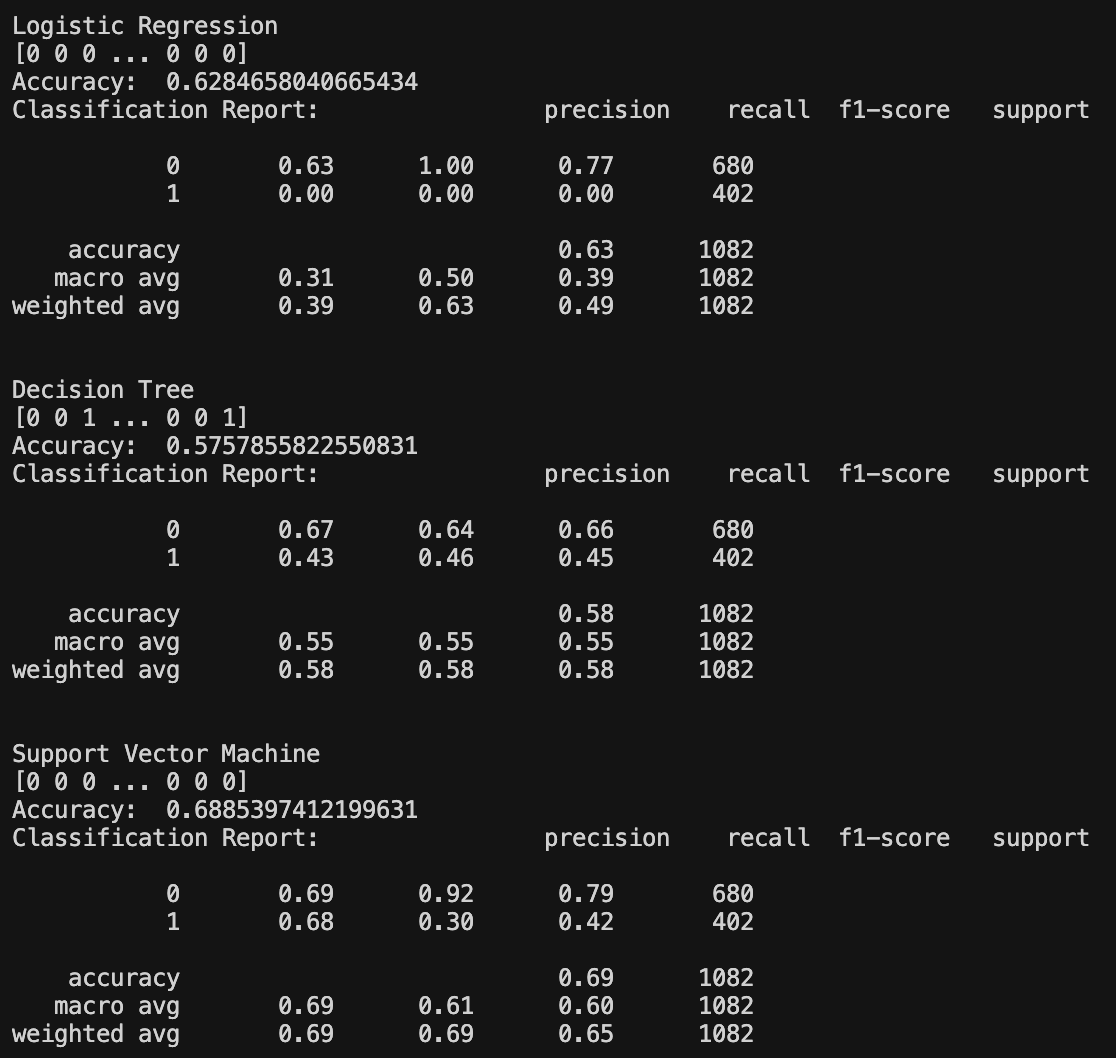 Logistic Regression
[0 0 0 ... 0 0 0]
Accuracy:  0.6284658040665434
Classification Report:                precision    recall  f1-score   support

           0       0.63      1.00      0.77       680
           1       0.00      0.00      0.00       402

    accuracy                           0.63      1082
   macro avg       0.31      0.50      0.39      1082
weighted avg       0.39      0.63      0.49      1082

Decision Tree
[0 0 1 ... 0 0 1]
Accuracy:  0.5757855822550831
Classification Report:                precision    recall  f1-score   support

           0       0.67      0.64      0.66       680
           1       0.43      0.46      0.45       402

    accuracy                           0.58      1082
   macro avg       0.55      0.55      0.55      1082
weighted avg       0.58      0.58      0.58      1082

Support Vector Machine
[0 0 0 ... 0 0 0]
Accuracy:  0.6885397412199631
Classification Report:                precision    recall  f1-score   support

           0       0.69      0.92      0.79       680
           1       0.68      0.30      0.42       402

    accuracy                           0.69      1082
   macro avg       0.69      0.61      0.60      1082
weighted avg       0.69      0.69      0.65      1082